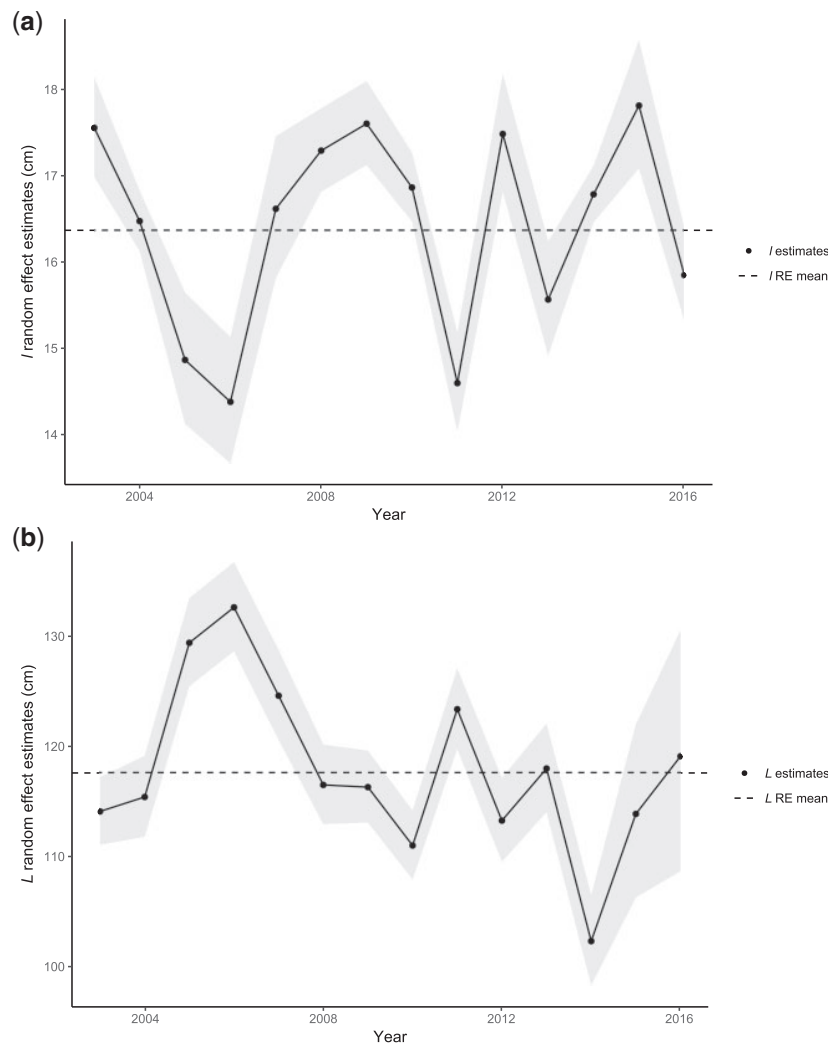 (a)
18
17
16
15
14
l random effect estimates (cm)
2004 2008 2012 2016
Year
l estimates
l RE mean
(b)
130
120
110
100
L random effect estimates (cm)
2004 2008 2012 2016
Year
L estimates
L RE mean